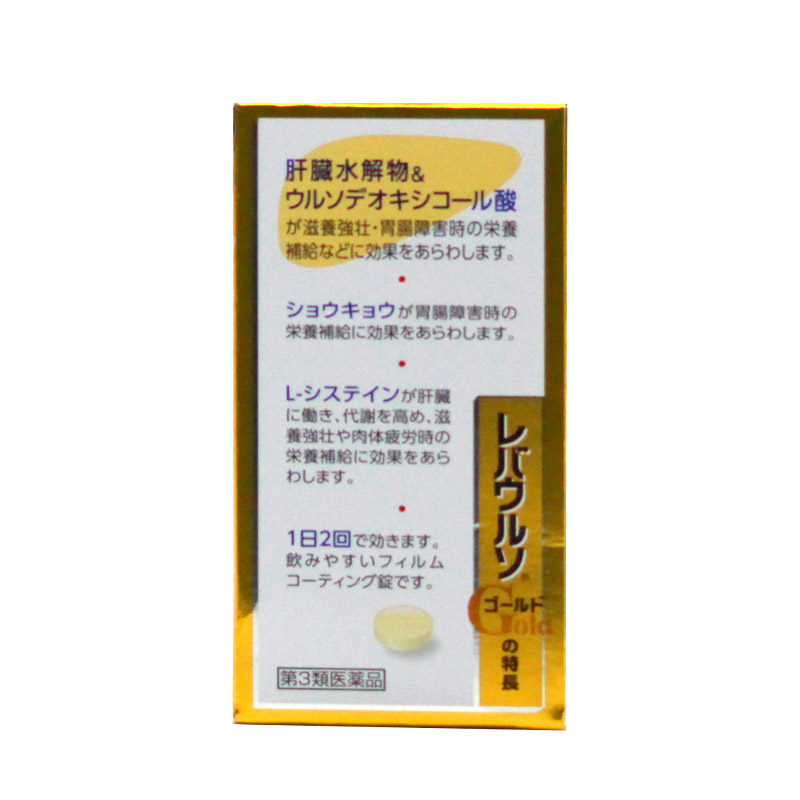 肝臓水解物&
ウルソデオキシコール酸
が滋養強壮・胃腸障害時の栄養
補給などに効果をあらわします。
ショウキョウが胃腸障害時の
栄養補給に効果をあらわします。
L-システインが肝臓
に働き、代謝を高め、滋
養強壮や肉体疲労時の
栄養補給に効果をあら
わします。
1日2回で効きます。
飲みやすいフィルム
コーティング錠です。
第3類医薬品
レバウルソ®
ゴールド
Gold
の特長